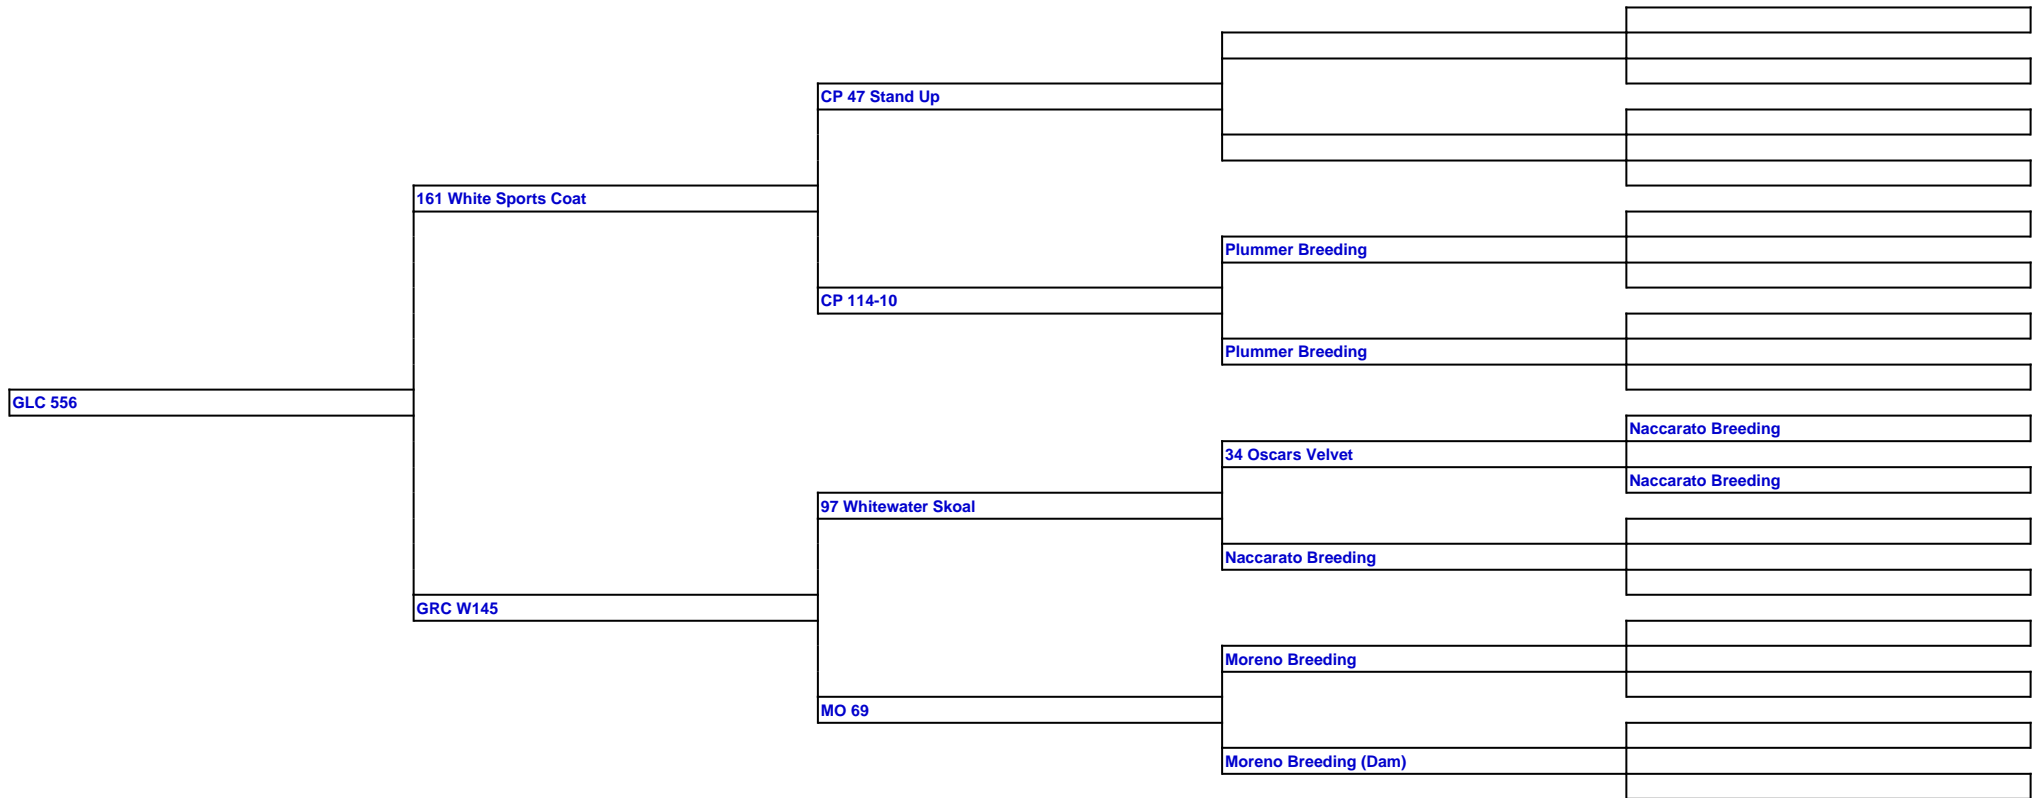 CP 47 Stand Up
161 White Sports Coat
Plummer Breeding
CP 114-10
Plummer Breeding
GLC 556
Naccarato Breeding
34 Oscars Velvet
Naccarato Breeding
97 Whitewater Skoal
Naccarato Breeding
GRC W145
Moreno Breeding
MO 69
Moreno Breeding (Dam)